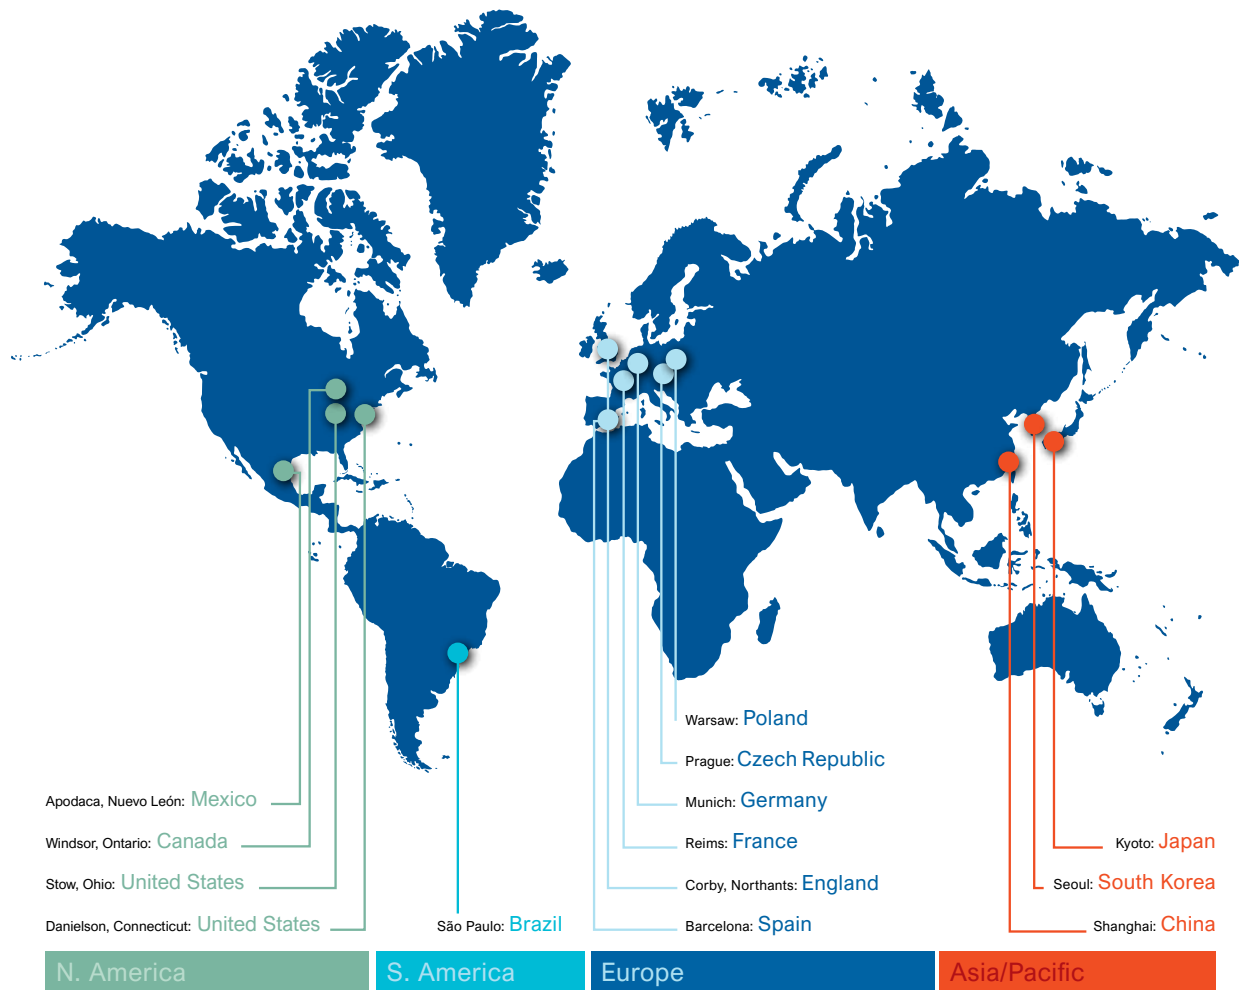 Warsaw: Poland
Prague: Czech Republic
Apodaca, Nuevo León: Mexico
Munich: Germany
Windsor, Ontario: Canada
Reims: France
Kyoto: Japan
Stow, Ohio: United States
Corby, Northants: England
Seoul: South Korea
Danielson, Connecticut: United States
São Paulo: Brazil
Barcelona: Spain
Shanghai: China
N. America
S. America
Europe
Asia/Pacific